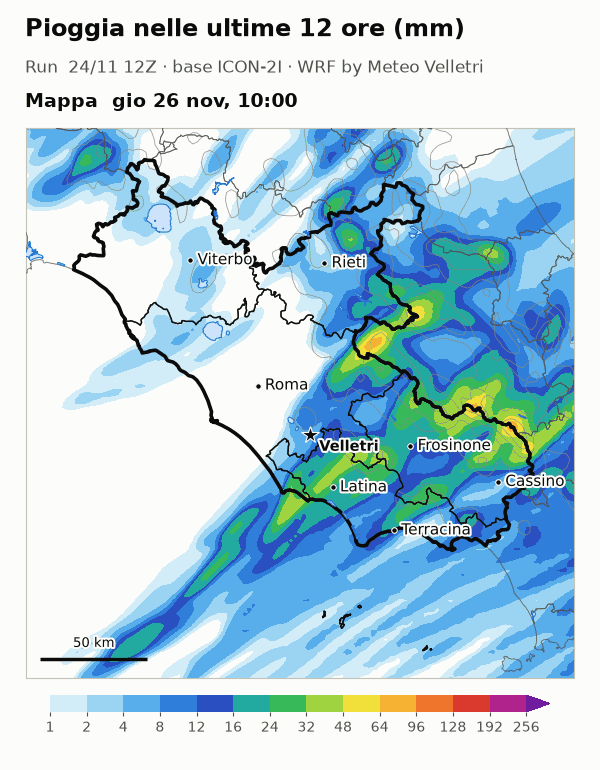 Pioggia nelle ultime 12 ore (mm)
Run 24/11 12Z · base ICON-2I · WRF by Meteo Velletri
Mappa gio 26 nov, 10:00
Viterbo
Rieti
Roma
Velletri
Frosinone
Latina
Cassino
Terracina
50 km
1 2 4 8 12 16 24 32 48 64 96 128 192 256